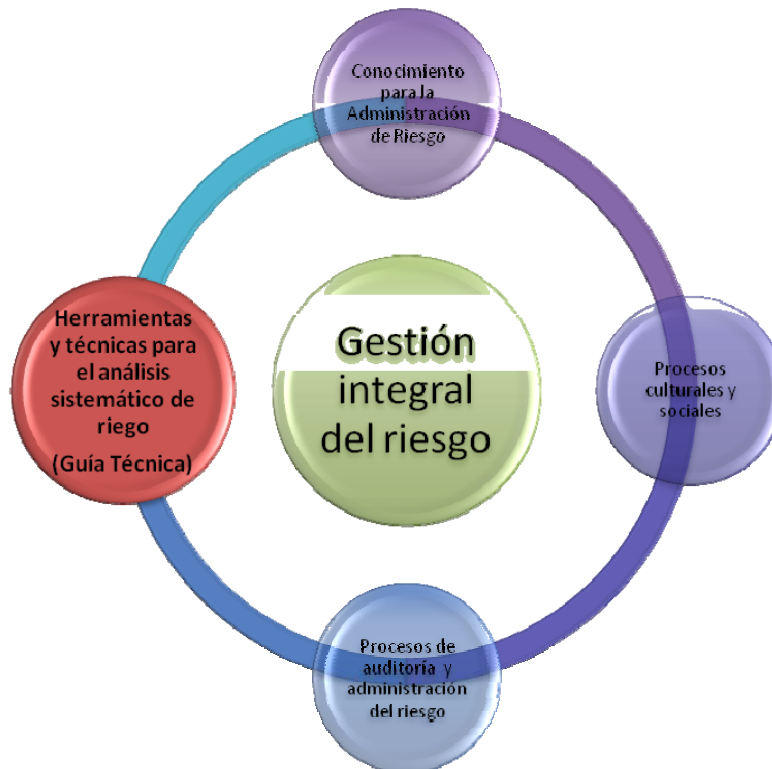 Conocimiento
para la
Administración
de Riesgo
Herramientas
y técnicas para
el análisis
sistemático de
riego
(Guía Técnica)
Gestión
integral
del riesgo
Procesos
culturales y
sociales
Procesos de
auditoría y
administración
del riesgo